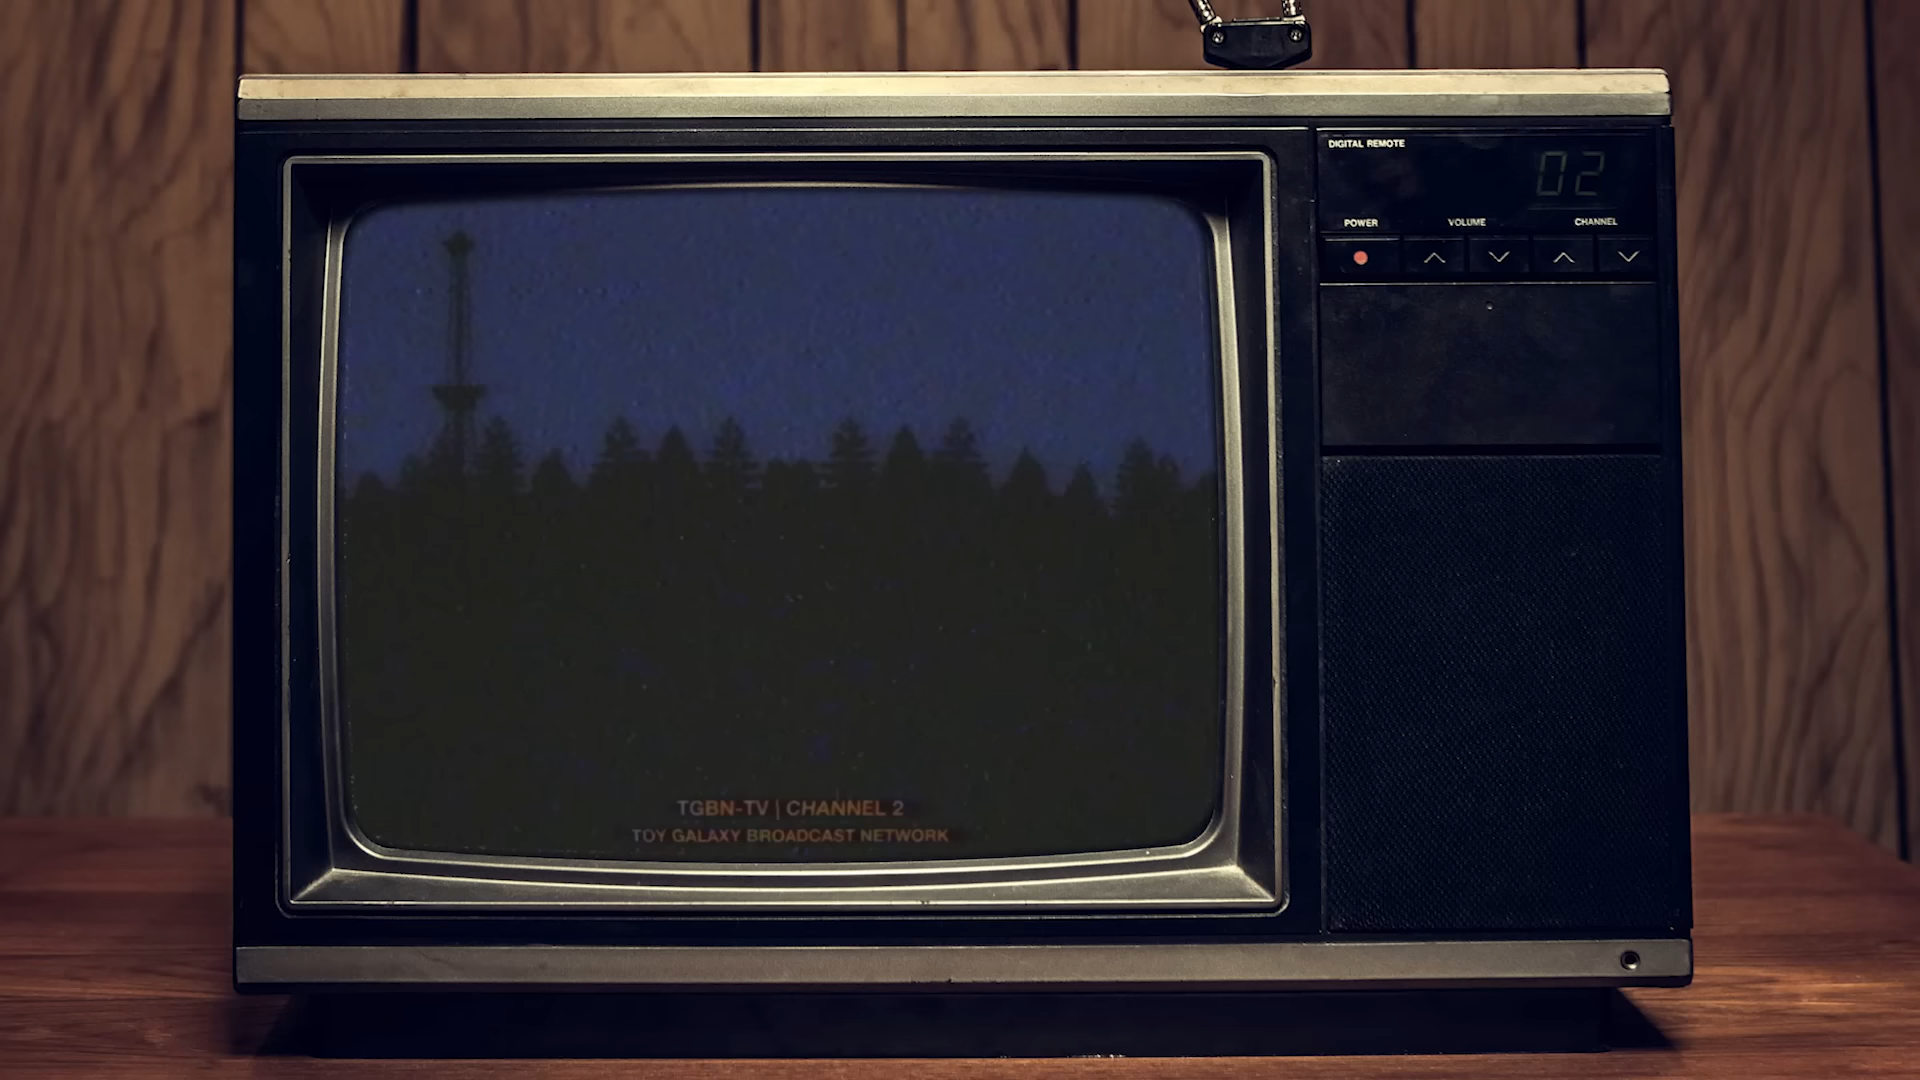 DIGITAL REMOTE
02
POWER VOLUME CHANNEL
TGBN-TV | CHANNEL 2
TOY GALAXY BROADCAST NETWORK